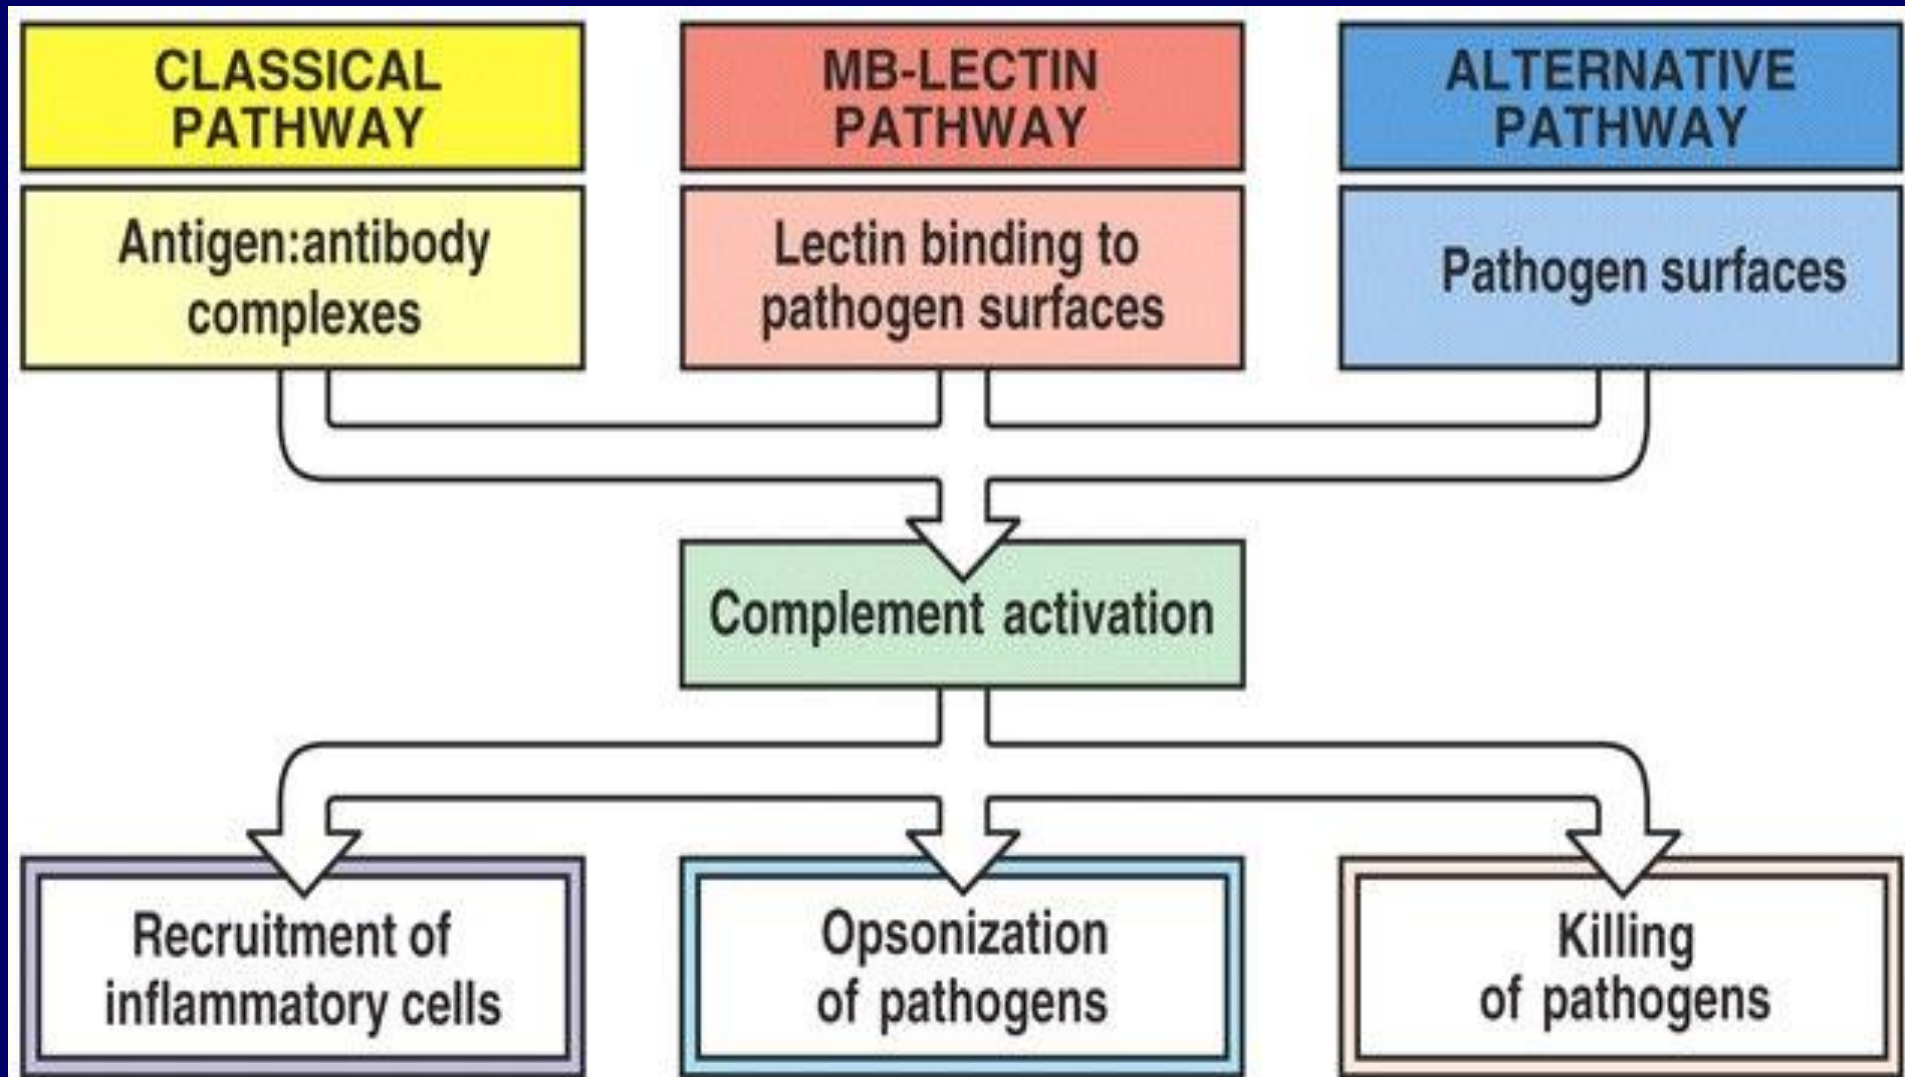 CLASSICAL
PATHWAY
Antigen:antibody
complexes
MB-LECTIN
PATHWAY
Lectin binding to
pathogen surfaces
ALTERNATIVE
PATHWAY
Pathogen surfaces
Complement activation
Recruitment of
inflammatory cells
Opsonization
of pathogens
Killing
of pathogens